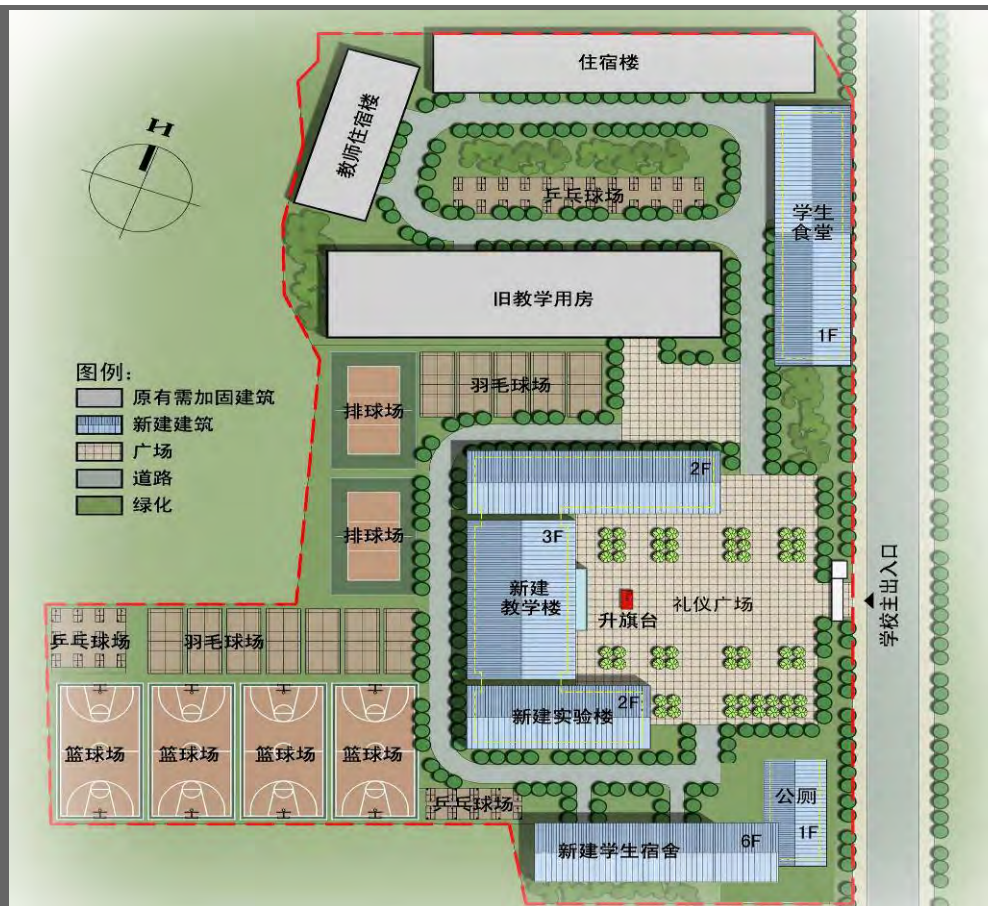 住宿楼
教师住宿楼
乒乓球场
学生
食堂
1F
旧教学用房
图例：
原有需加固建筑
新建建筑
广场
道路
绿化
排球场
羽毛球场
2F
3F
新建
教学楼
排球场
升旗台
礼仪广场
学校主出入口
乒乓球场
羽毛球场
2F
新建实验楼
篮球场
篮球场
篮球场
篮球场
乒乓球场
公厕
1F
6F
新建学生宿舍